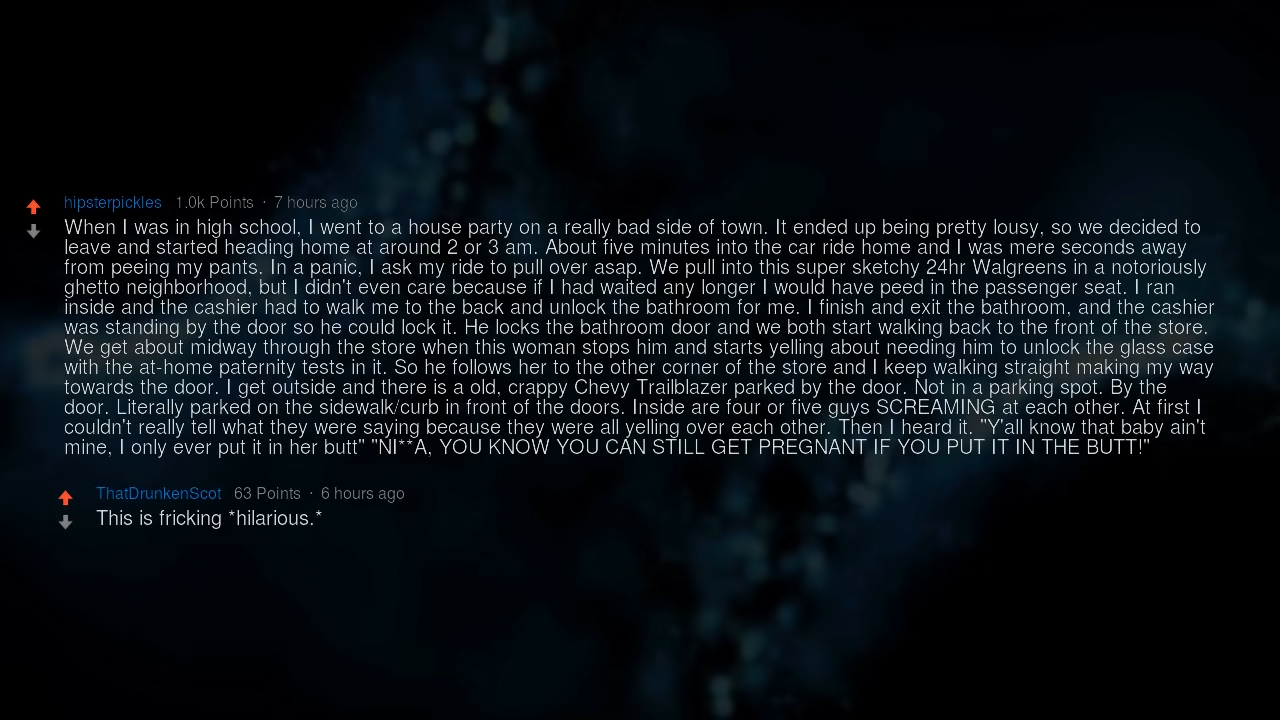 hipsterpickles 1.0k Points · 7 hours ago
When I was in high school, I went to a house party on a really bad side of town. It ended up being pretty lousy, so we decided to
leave and started heading home at around 2 or 3 am. About five minutes into the car ride home and I was mere seconds away
from peeing my pants. In a panic, I ask my ride to pull over asap. We pull into this super sketchy 24hr Walgreens in a notoriously
ghetto neighborhood, but I didn't even care because if I had waited any longer I would have peed in the passenger seat. I ran
inside and the cashier had to walk me to the back and unlock the bathroom for me. I finish and exit the bathroom, and the cashier
was standing by the door so he could lock it. He locks the bathroom door and we both start walking back to the front of the store.
We get about midway through the store when this woman stops him and starts yelling about needing him to unlock the glass case
with the at-home paternity tests in it. So he follows her to the other corner of the store and I keep walking straight making my way
towards the door. I get outside and there is a old, crappy Chevy Trailblazer parked by the door. Not in a parking spot. By the
door. Literally parked on the sidewalk/curb in front of the doors. Inside are four or five guys SCREAMING at each other. At first I
couldn't really tell what they were saying because they were all yelling over each other. Then I heard it. "Y'all know that baby ain't
mine, I only ever put it in her butt" "NI**A, YOU KNOW YOU CAN STILL GET PREGNANT IF YOU PUT IT IN THE BUTT!"
ThatDrunkenScot 63 Points · 6 hours ago
This is fricking *hilarious.*